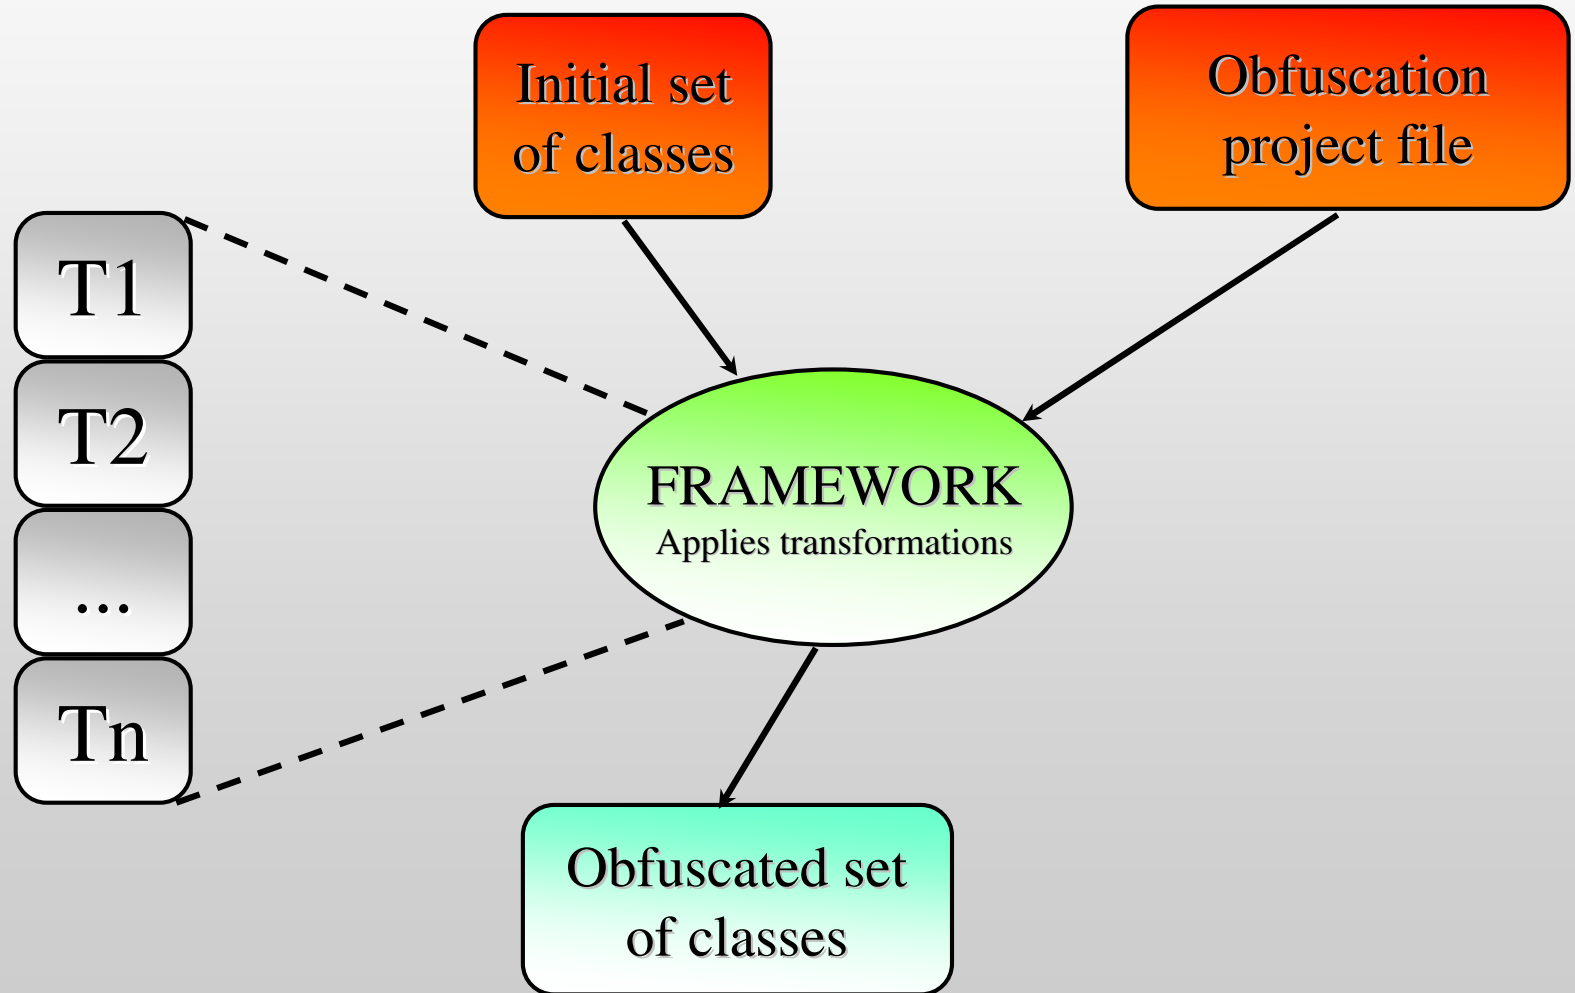 Initial set
of classes
Obfuscation
project file
T1
T2
...
Tn
FRAMEWORK
Applies transformations
Obfuscated set
of classes